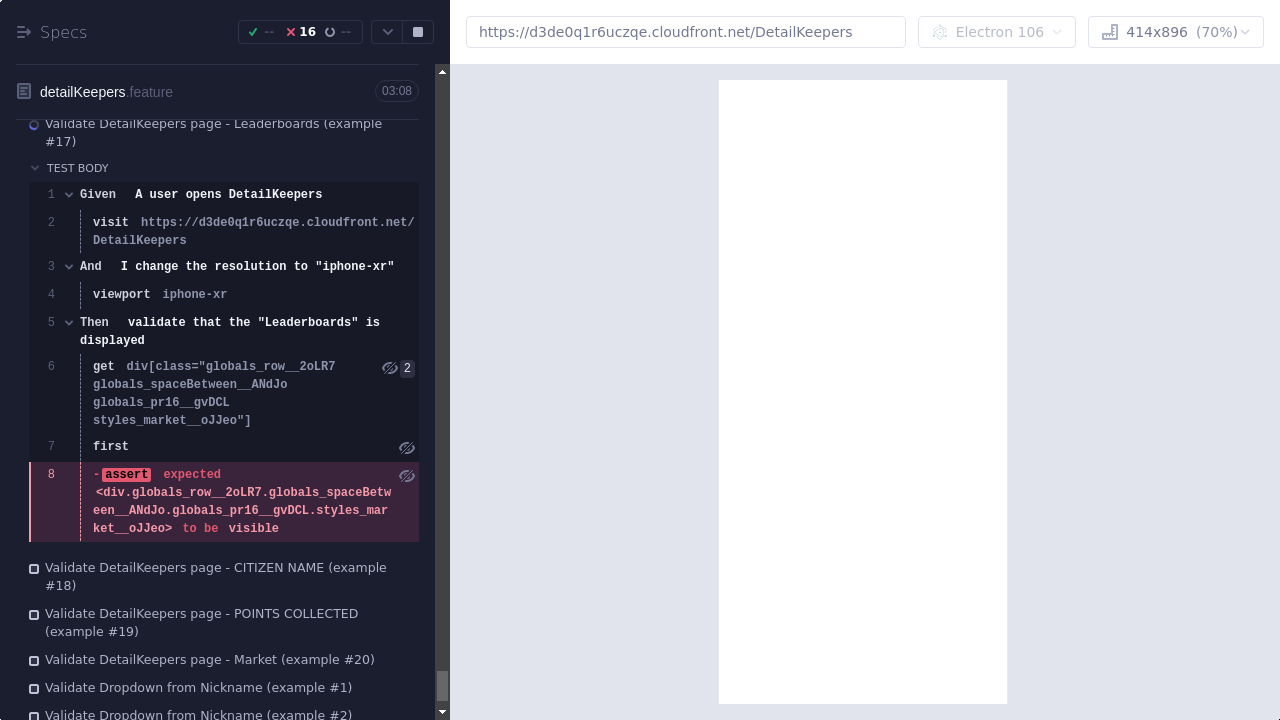 Specs
-- 16 --
https://d3de0q1r6uczqe.cloudfront.net/DetailKeepers
Electron 106
414x896 (70%)
detailKeepers.feature
03:08
Validate DetailKeepers page - Leaderboards (example
#17)
TEST BODY
1 Given A user opens DetailKeepers
2 visit https://d3de0q1r6uczqe.cloudfront.net/
DetailKeepers
3 And I change the resolution to "iphone-xr"
4 viewport iphone-xr
5 Then validate that the "Leaderboards" is
displayed
6 get div[class="globals_row__2oLR7 2
globals_spaceBetween__ANdJo
globals_pr16__gvDCL
styles_market__oJJeo"]
7 first
8 -assert expected
<div.globals_row__2oLR7.globals_spaceBetw
een__ANdJo.globals_pr16__gvDCL.styles_mar
ket__oJJeo> to be visible
Validate DetailKeepers page - CITIZEN NAME (example
#18)
Validate DetailKeepers page - POINTS COLLECTED
(example #19)
Validate DetailKeepers page - Market (example #20)
Validate Dropdown from Nickname (example #1)
Validate Dropdown from Nickname (example #2)